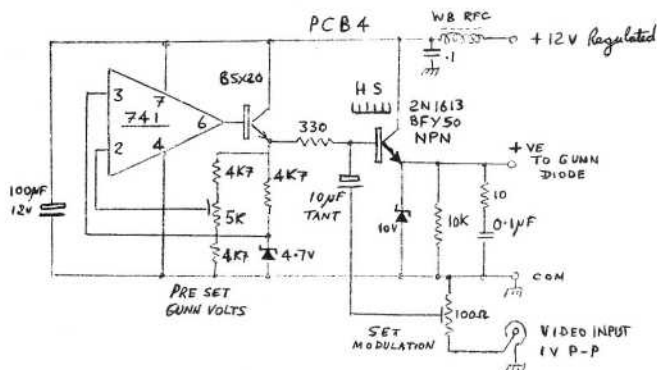 PCB4
WB RFC
+12V Regulated
.1
BSX20
HS
2N1613
BFY50
NPN
3
7
741
6
2
4
330
+VE
TO GUNN
DIODE
4K7
4K7
100µF
12V
5K
10µF
TANT
10
10V
10K
0.1µF
4K7
4.7V
COM
PRE SET
GUNN VOLTS
100Ω
SET
MODULATION
VIDEO INPUT
1V P-P